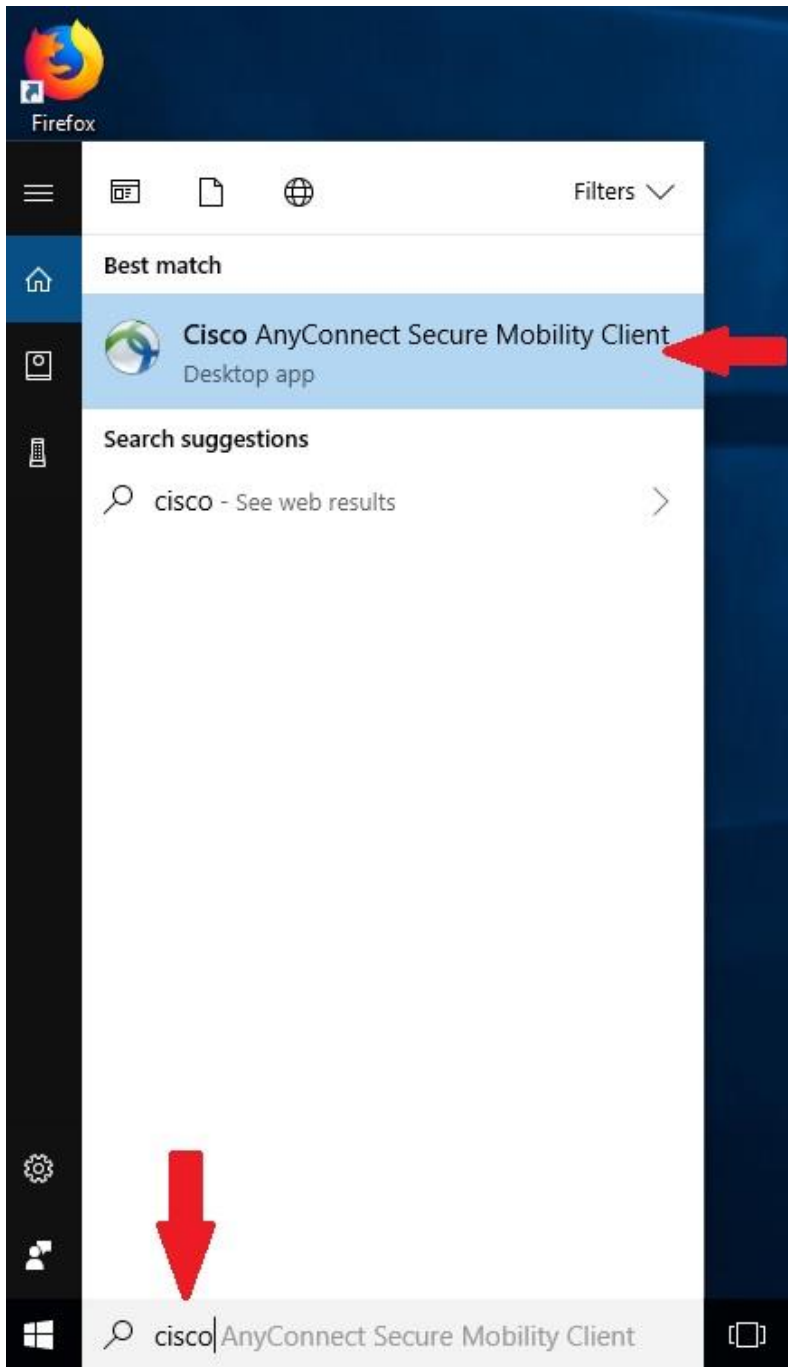 Firefox
Filters
Best match
Cisco AnyConnect Secure Mobility Client
Desktop app
Search suggestions
cisco - See web results
cisco AnyConnect Secure Mobility Client